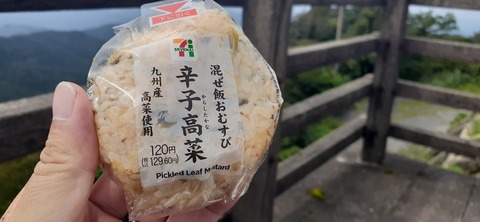 7
ELEVEN
混ぜ飯おむすび
からしたかな
辛子高菜
九州産
高菜使用
120円
(税込129.60円)
Pickled Leaf Mustard